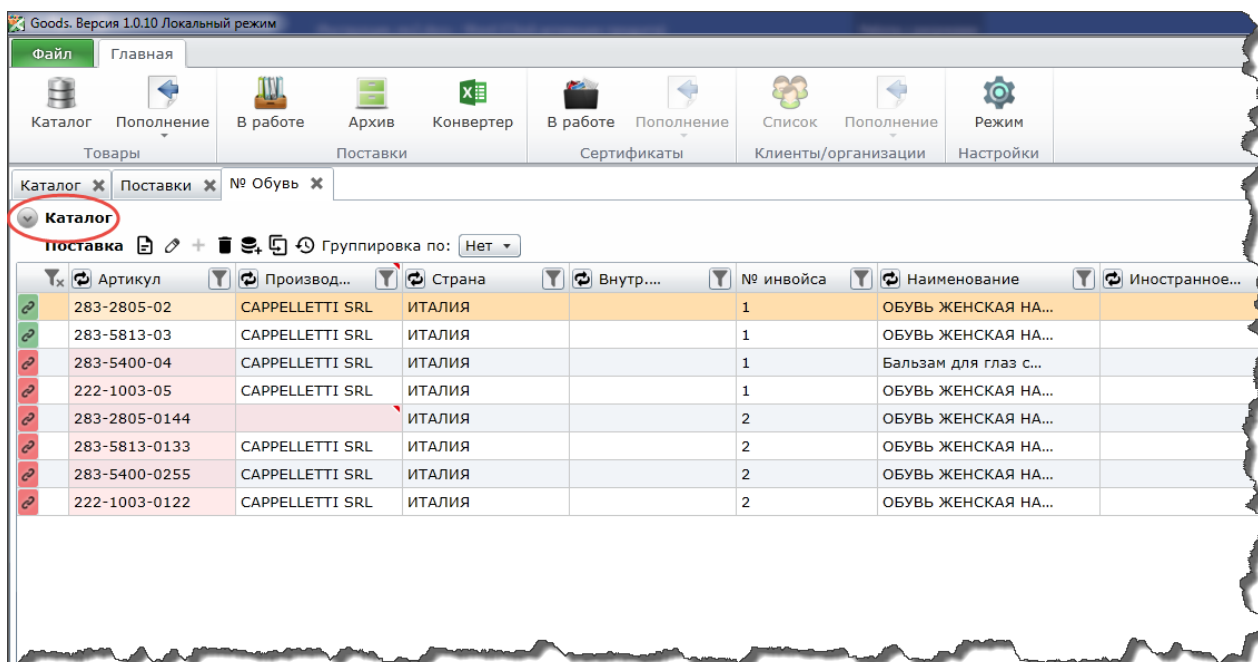 Goods. Версия 1.0.10 Локальный режим
Файл Главная
Каталог Пополнение В работе Архив Конвертер В работе Пополнение Список Пополнение Режим
Товары Поставки Сертификаты Клиенты/организации Настройки
Каталог Поставки № Обувь
Каталог
Поставка Группировка по: Нет
Артикул Производ... Страна Внутр.... № инвойса Наименование Иностранное...
283-2805-02 CAPPELLETTI SRL ИТАЛИЯ 1 ОБУВЬ ЖЕНСКАЯ НА...
283-5813-03 CAPPELLETTI SRL ИТАЛИЯ 1 ОБУВЬ ЖЕНСКАЯ НА...
283-5400-04 CAPPELLETTI SRL ИТАЛИЯ 1 Бальзам для глаз с...
222-1003-05 CAPPELLETTI SRL ИТАЛИЯ 1 ОБУВЬ ЖЕНСКАЯ НА...
283-2805-0144 ИТАЛИЯ 2 ОБУВЬ ЖЕНСКАЯ НА...
283-5813-0133 CAPPELLETTI SRL ИТАЛИЯ 2 ОБУВЬ ЖЕНСКАЯ НА...
283-5400-0255 CAPPELLETTI SRL ИТАЛИЯ 2 ОБУВЬ ЖЕНСКАЯ НА...
222-1003-0122 CAPPELLETTI SRL ИТАЛИЯ 2 ОБУВЬ ЖЕНСКАЯ НА...